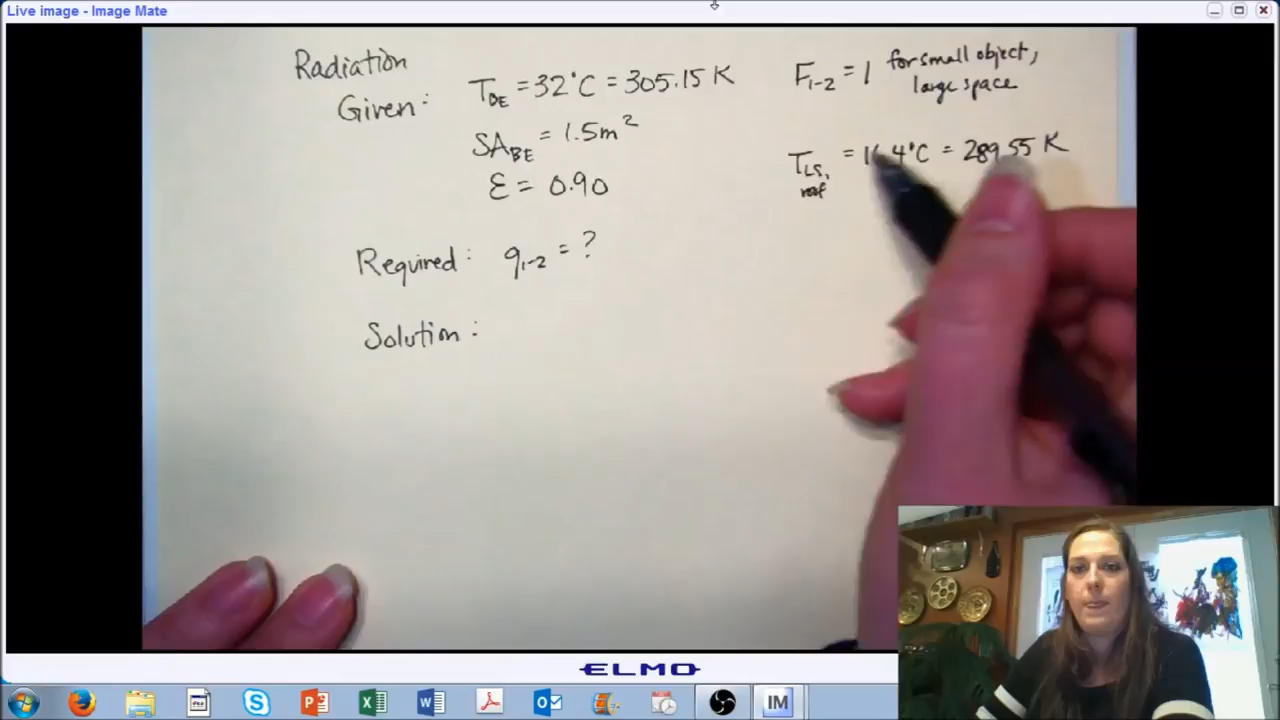 Live image - Image Mate
Radiation
Given:
T_BE = 32°C = 305.15 K
SA_BE = 1.5m²
ε = 0.90
F₁₋₂ = 1 for small object,
large space
T_LS, roof = 16.4°C = 289.55 K
Required: q₁₋₂ = ?
Solution:
ELMO
IM